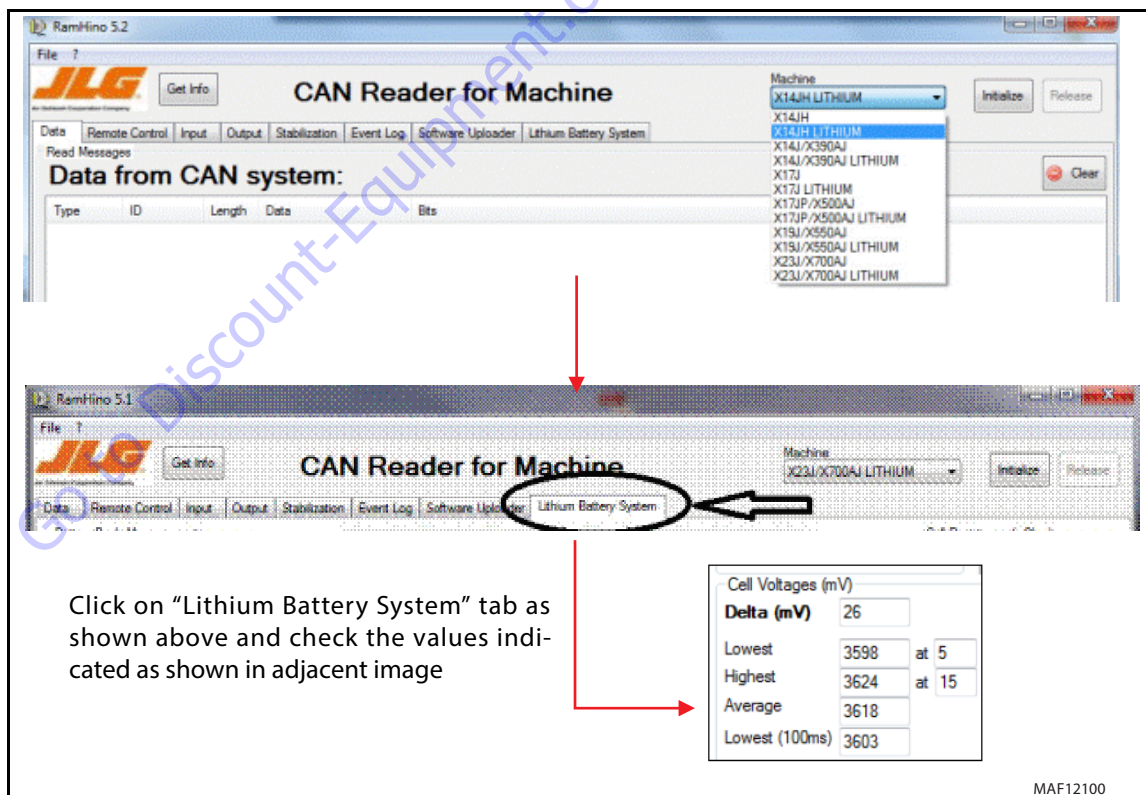 RamHino 5.2
File ?
JLG
Get Info
CAN Reader for Machine
Machine
X14JH LITHIUM
Initialize
Release
X14JH
X14JH LITHIUM
X14J/X390AJ
X14J/X390AJ LITHIUM
X17J
X17J LITHIUM
X17JP/X500AJ
X17JP/X500AJ LITHIUM
X19J/X550AJ
X19J/X550AJ LITHIUM
X23J/X700AJ
X23J/X700AJ LITHIUM
Data Remote Control Input Output Stabilization Event Log Software Uploader Lithium Battery System
Read Messages
Data from CAN system:
Clear
Type ID Length Data Bits
Go to Discount-Equipment.com
RamHino 5.1
File ?
JLG
Get Info
CAN Reader for Machine
Machine
X23J/X700AJ LITHIUM
Initialize
Release
Data Remote Control Input Output Stabilization Event Log Software Uploader Lithium Battery System
Click on “Lithium Battery System” tab as
shown above and check the values indi-
cated as shown in adjacent image
Cell Voltages (mV)
Delta (mV) 26
Lowest 3598 at 5
Highest 3624 at 15
Average 3618
Lowest (100ms) 3603
MAF12100